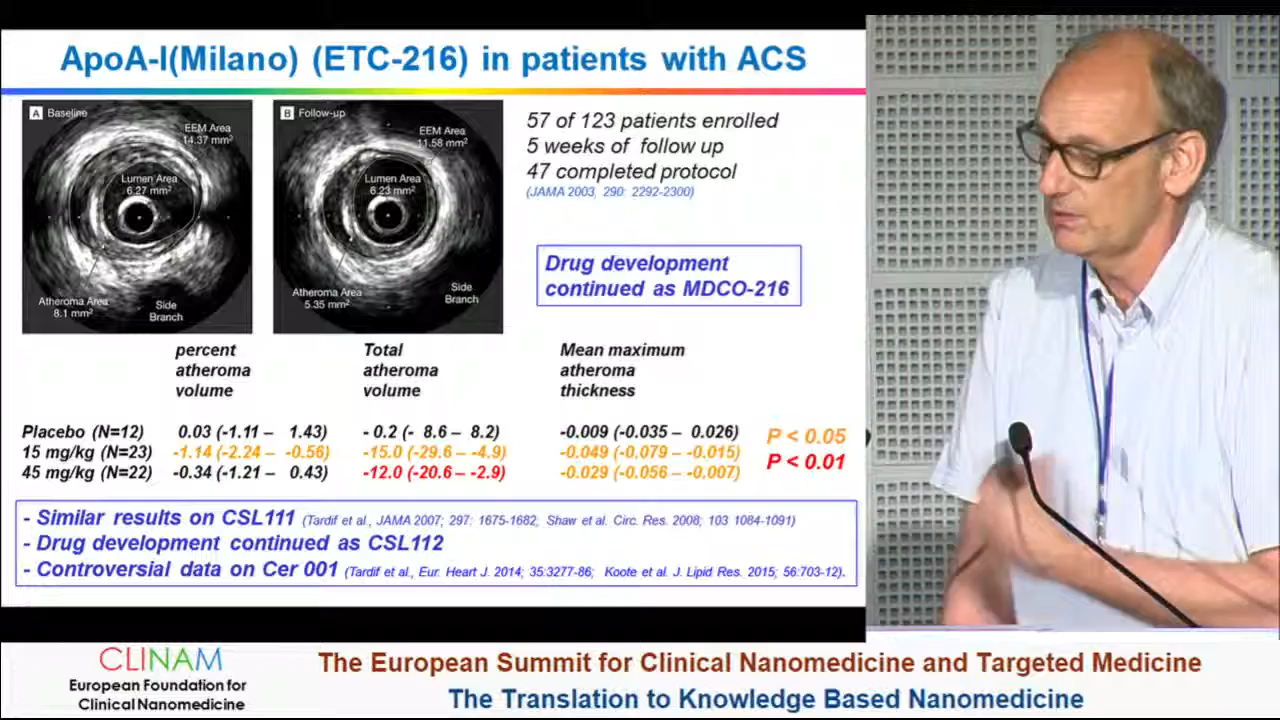 ApoA-I(Milano) (ETC-216) in patients with ACS
A Baseline
EEM Area
14.37 mm²
Lumen Area
6.27 mm²
Atheroma Area
8.1 mm²
Side
Branch
B Follow-up
EEM Area
11.58 mm²
Lumen Area
6.23 mm²
Atheroma Area
5.35 mm²
Side
Branch
57 of 123 patients enrolled
5 weeks of follow up
47 completed protocol
(JAMA 2003, 290: 2292-2300)
Drug development
continued as MDCO-216
percent
atheroma
volume
Total
atheroma
volume
Mean maximum
atheroma
thickness
Placebo (N=12) 0.03 (-1.11 – 1.43) - 0.2 (- 8.6 – 8.2) -0.009 (-0.035 – 0.026) P < 0.05
15 mg/kg (N=23) -1.14 (-2.24 – -0.56) -15.0 (-29.6 – -4.9) -0.049 (-0.079 – -0.015)
P < 0.01
45 mg/kg (N=22) -0.34 (-1.21 – 0.43) -12.0 (-20.6 – -2.9) -0.029 (-0.056 – -0.007)
- Similar results on CSL111 (Tardif et al., JAMA 2007; 297: 1675-1682, Shaw et al. Circ. Res. 2008; 103 1084-1091)
- Drug development continued as CSL112
- Controversial data on Cer 001 (Tardif et al., Eur. Heart J. 2014; 35:3277-86; Koote et al. J. Lipid Res. 2015; 56:703-12).
CLINAM
European Foundation for
Clinical Nanomedicine
The European Summit for Clinical Nanomedicine and Targeted Medicine
The Translation to Knowledge Based Nanomedicine